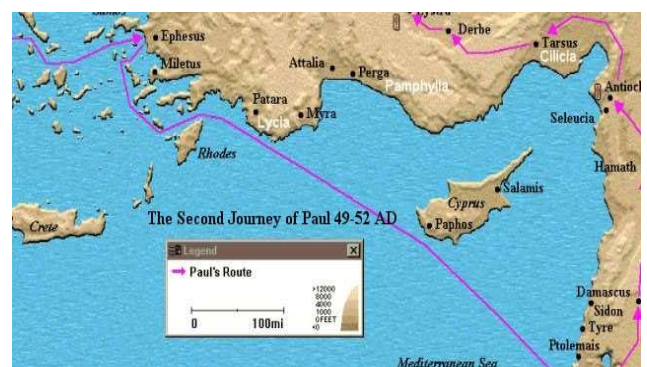 Ephesus
Derbe
Tarsus
Cilicia
Miletus
Attalia
Perga
Pamphylia
Patara
Lycia
Myra
Antioch
Seleucia
Rhodes
Hamath
Salamis
Cyprus
The Second Journey of Paul 49-52 AD
Crete
Paphos
Legend
Paul's Route
>12000
8000
4000
1000
0FEET
<0
0 100mi
Damascus
Sidon
Tyre
Ptolemais
Mediterranean Sea